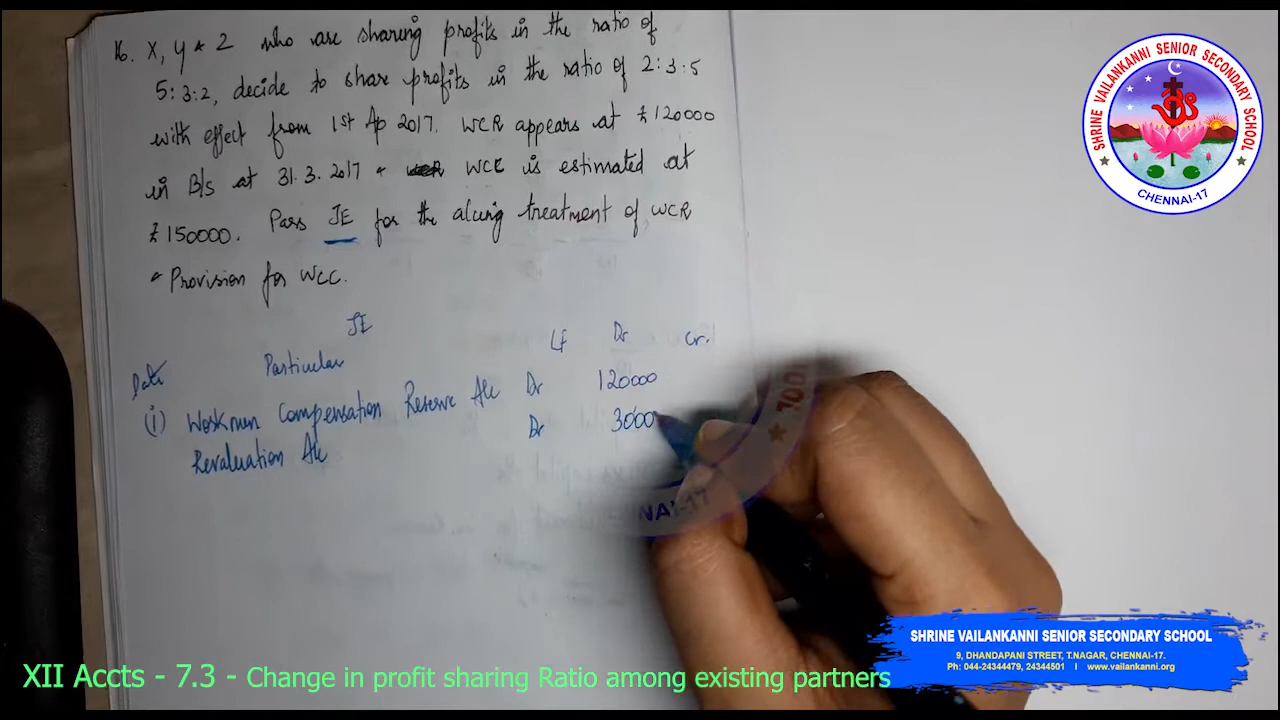 16. X, Y & Z who are sharing profits in the ratio of
5:3:2, decide to share profits in the ratio of 2:3:5
with effect from 1st Ap 2017. WCR appears at ₹120000
in B/s at 31.3.2017 & WCC is estimated at
₹150000. Pass JE for the a/cing treatment of WCR
& Provision for WCC.
JE
Date Particular LF Dr Cr.
(i) Workmen Compensation Reserve A/c Dr 120000
Revaluation A/c Dr 3000
SHRINE VAILANKANNI SENIOR SECONDARY SCHOOL
CHENNAI-17
SHRINE VAILANKANNI SENIOR SECONDARY SCHOOL
9, DHANDAPANI STREET, T.NAGAR, CHENNAI-17.
Ph: 044-24344479, 24344501 I www.vailankanni.org
XII Accts - 7.3 - Change in profit sharing Ratio among existing partners